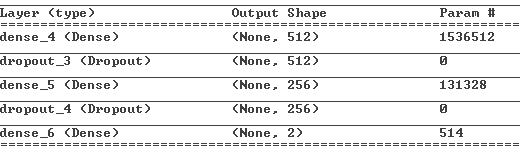 Layer (type) Output Shape Param #
dense_4 (Dense) (None, 512) 1536512
dropout_3 (Dropout) (None, 512) 0
dense_5 (Dense) (None, 256) 131328
dropout_4 (Dropout) (None, 256) 0
dense_6 (Dense) (None, 2) 514